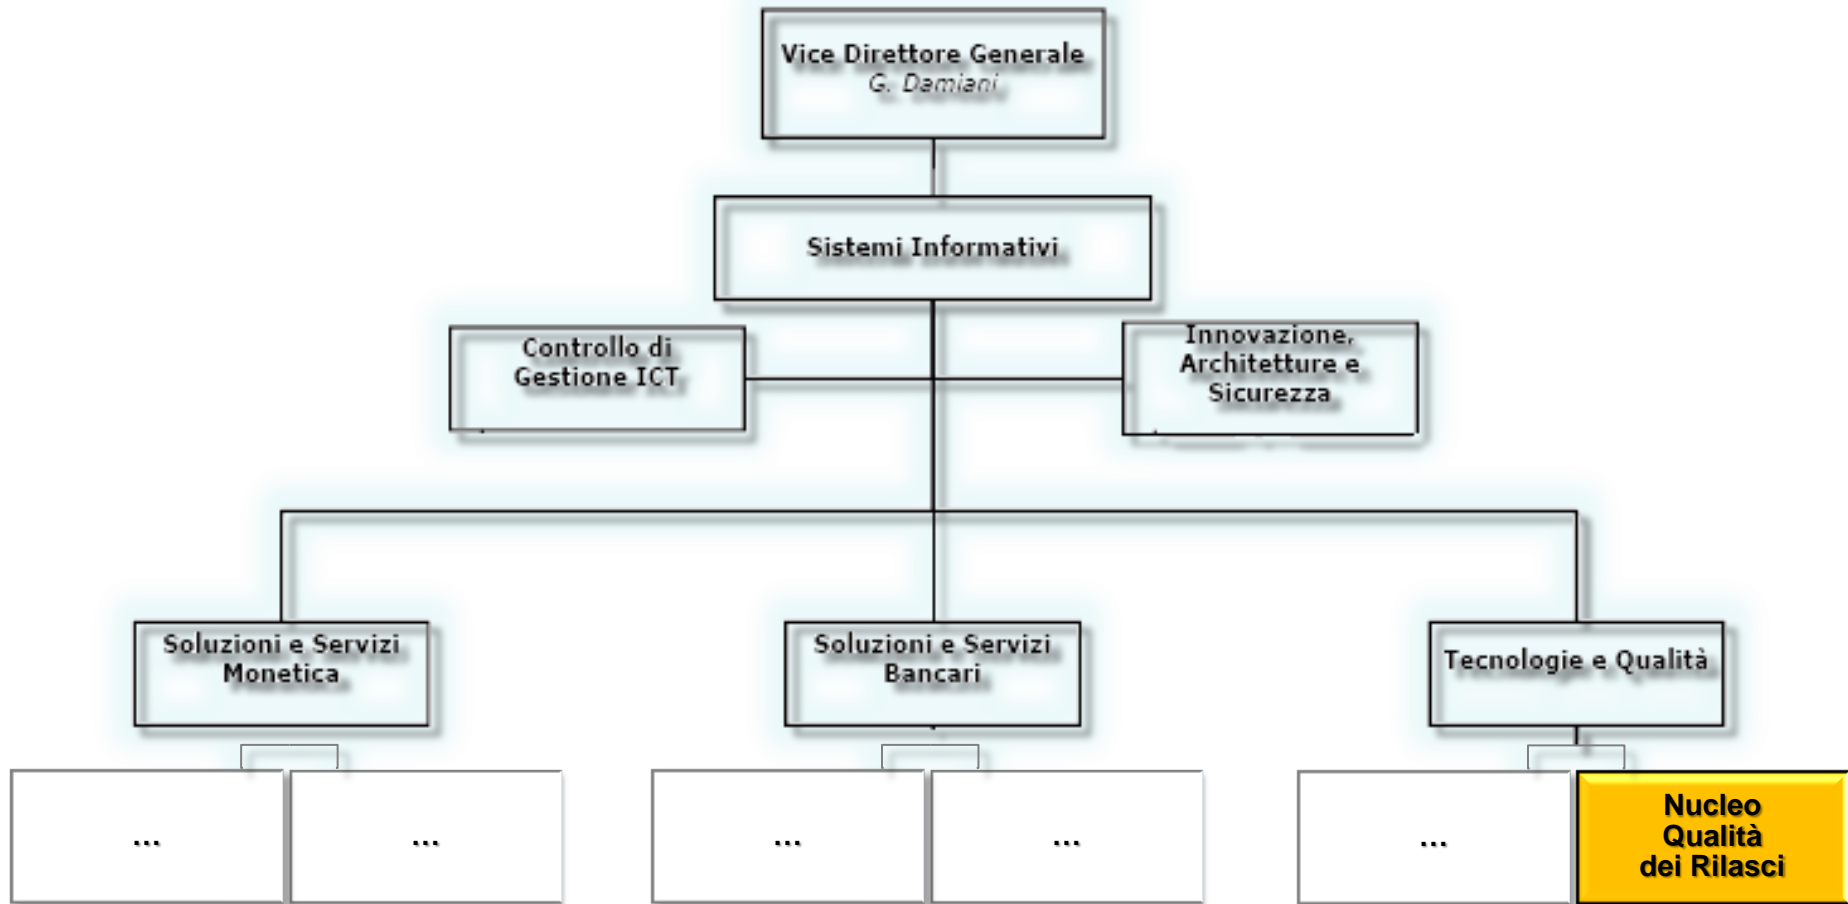 Vice Direttore Generale
G. Damiani
Sistemi Informativi
Controllo di
Gestione ICT
Innovazione,
Architetture e
Sicurezza
Soluzioni e Servizi
Monetica
Soluzioni e Servizi
Bancari
Tecnologie e Qualità
...
...
...
...
...
Nucleo
Qualità
dei Rilasci